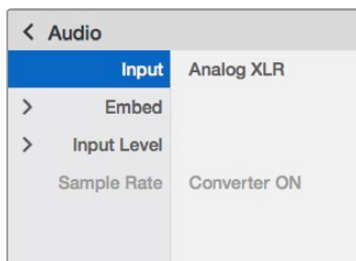 < Audio
Input Analog XLR
> Embed
> Input Level
Sample Rate Converter ON